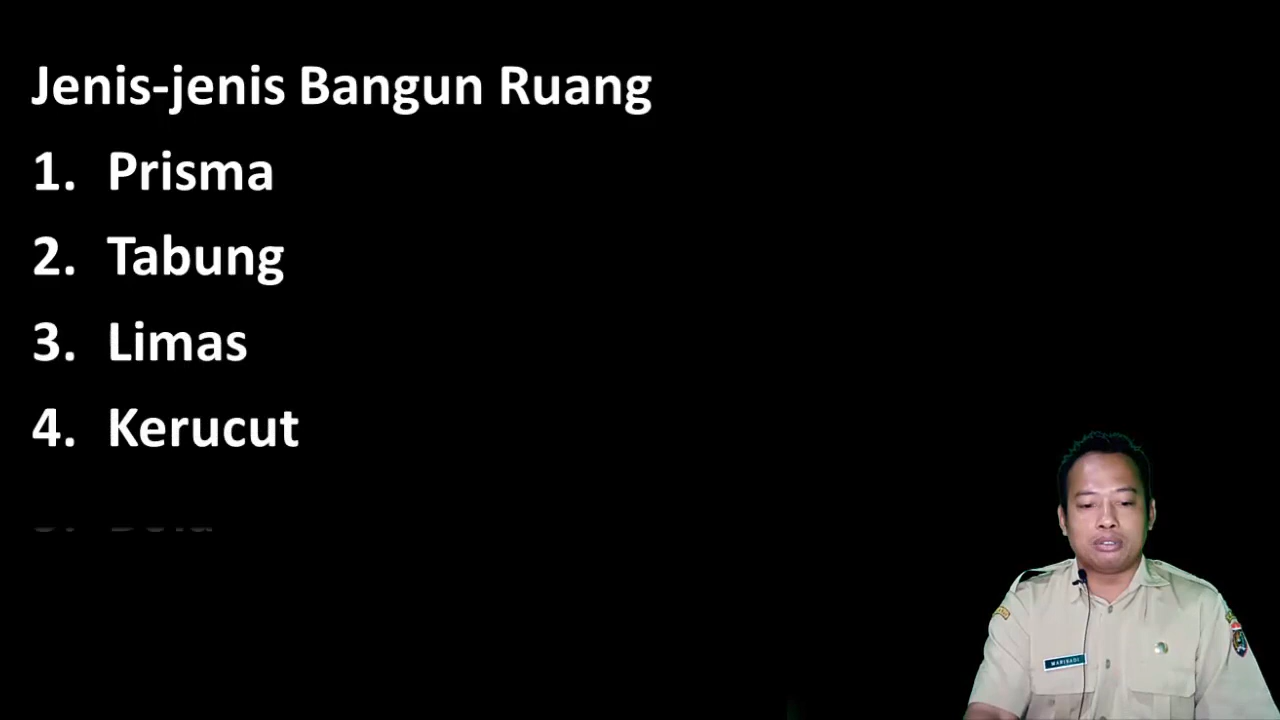 Jenis-jenis Bangun Ruang
1. Prisma
2. Tabung
3. Limas
4. Kerucut